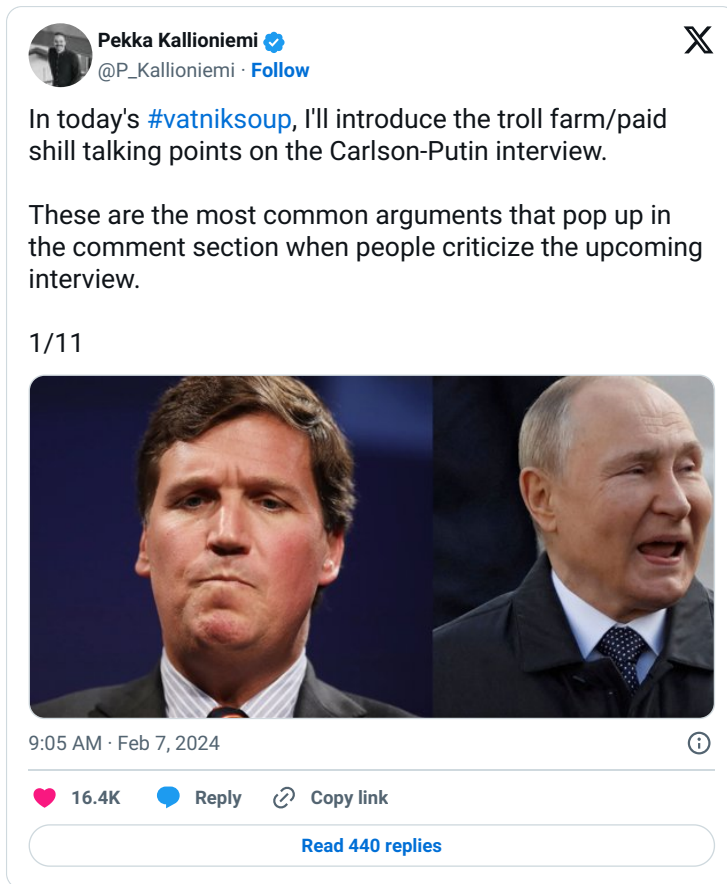 Pekka Kallioniemi
@P_Kallioniemi · Follow
In today's #vatniksoup, I'll introduce the troll farm/paid
shill talking points on the Carlson-Putin interview.
These are the most common arguments that pop up in
the comment section when people criticize the upcoming
interview.
1/11
9:05 AM · Feb 7, 2024
16.4K Reply Copy link
Read 440 replies